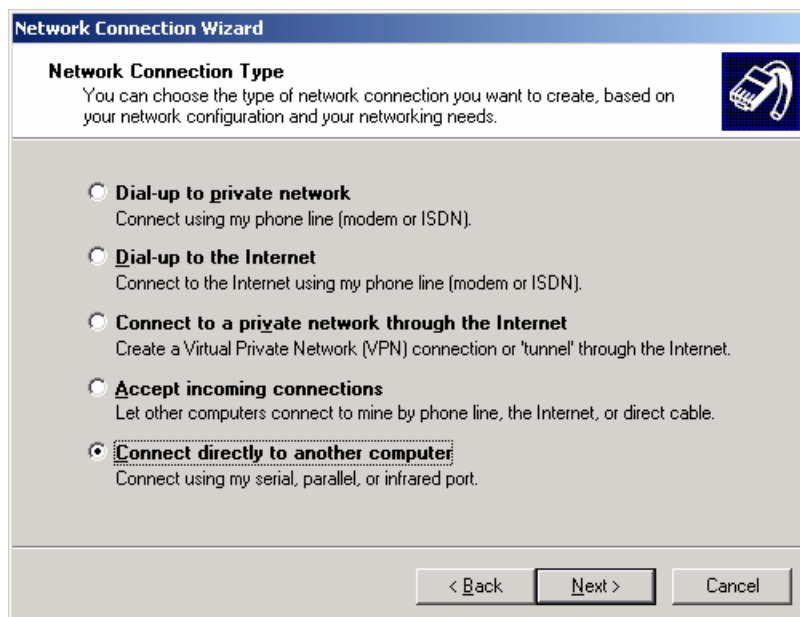 Network Connection Wizard
Network Connection Type
You can choose the type of network connection you want to create, based on
your network configuration and your networking needs.
Dial-up to private network
Connect using my phone line (modem or ISDN).
Dial-up to the Internet
Connect to the Internet using my phone line (modem or ISDN).
Connect to a private network through the Internet
Create a Virtual Private Network (VPN) connection or 'tunnel' through the Internet.
Accept incoming connections
Let other computers connect to mine by phone line, the Internet, or direct cable.
Connect directly to another computer
Connect using my serial, parallel, or infrared port.
< Back Next > Cancel